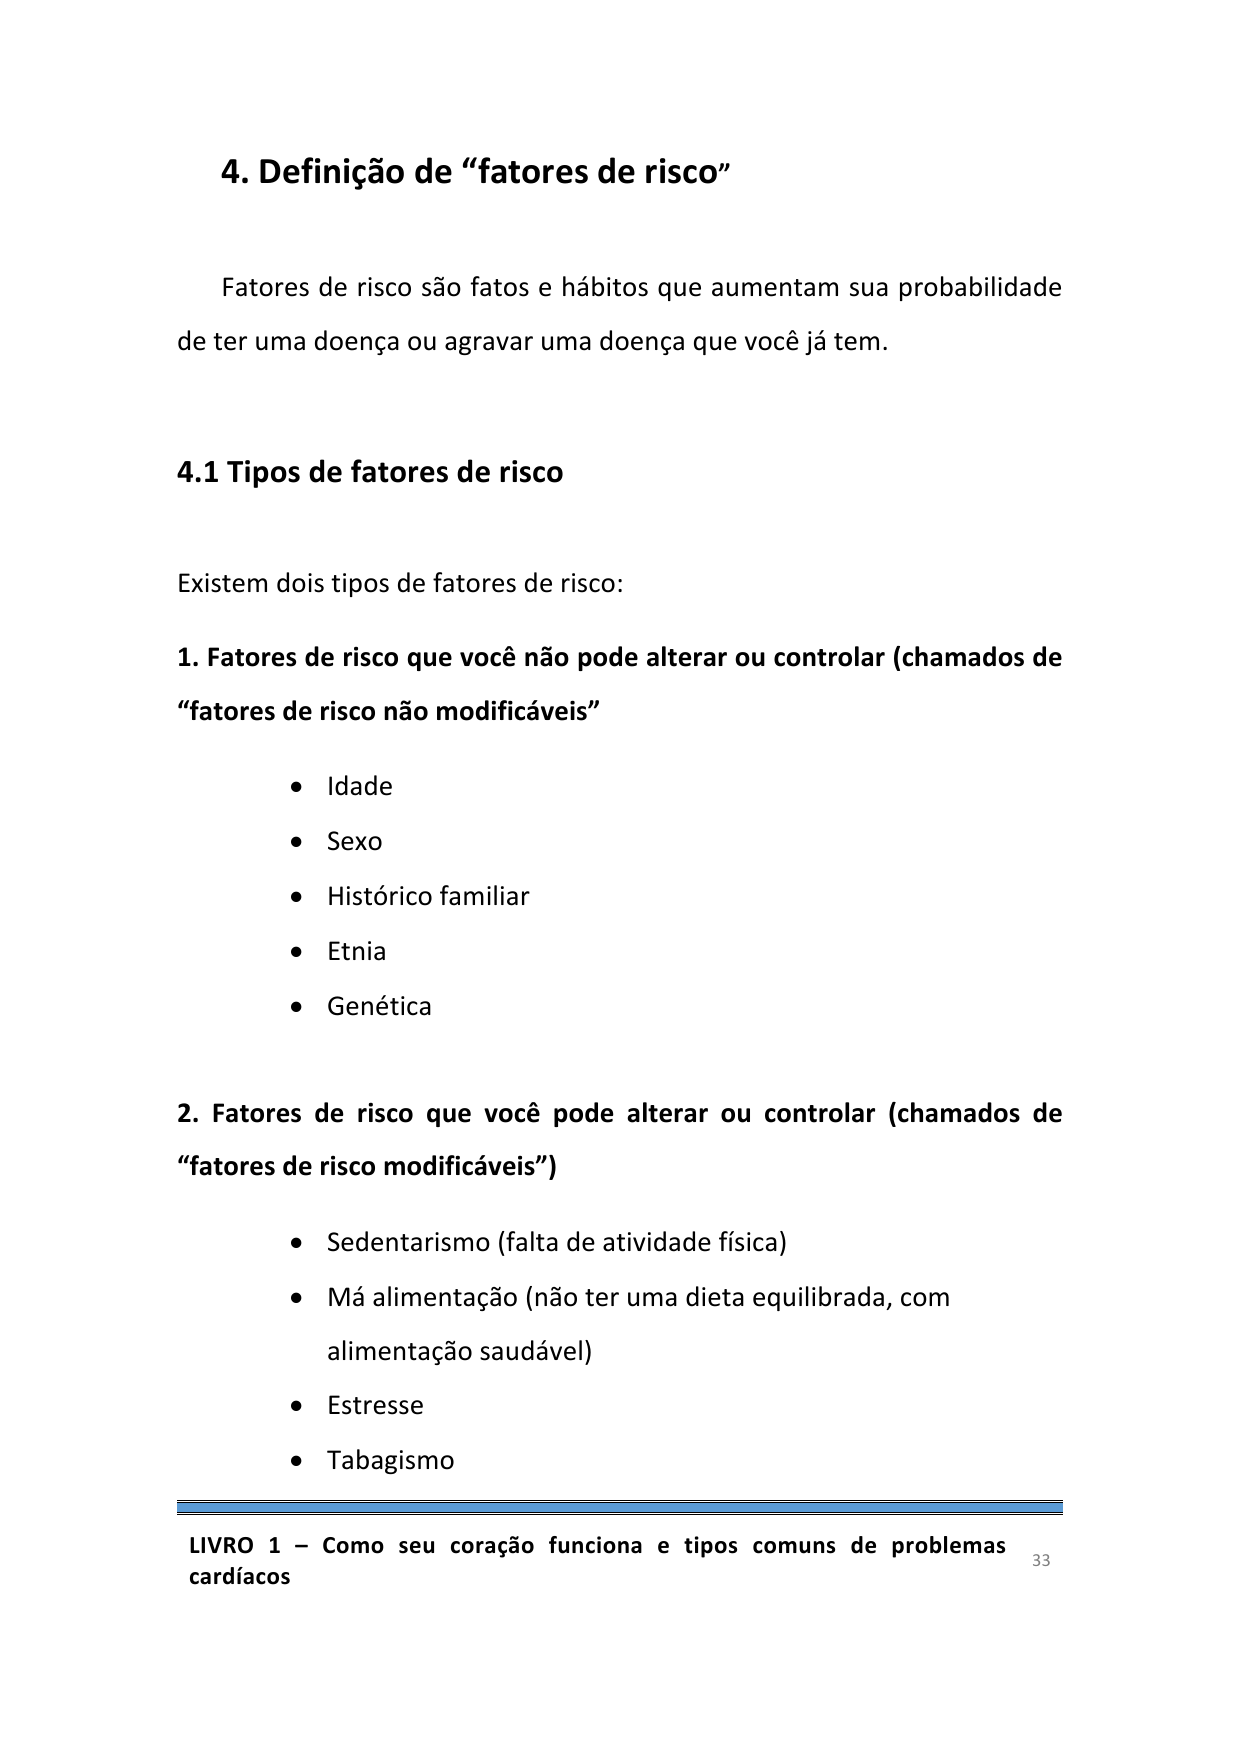 4. Definição de “fatores de risco”
Fatores de risco são fatos e hábitos que aumentam sua probabilidade
de ter uma doença ou agravar uma doença que você já tem.
4.1 Tipos de fatores de risco
Existem dois tipos de fatores de risco:
1. Fatores de risco que você não pode alterar ou controlar (chamados de
“fatores de risco não modificáveis”
• Idade
• Sexo
• Histórico familiar
• Etnia
• Genética
2. Fatores de risco que você pode alterar ou controlar (chamados de
“fatores de risco modificáveis”)
• Sedentarismo (falta de atividade física)
• Má alimentação (não ter uma dieta equilibrada, com
alimentação saudável)
• Estresse
• Tabagismo
LIVRO 1 – Como seu coração funciona e tipos comuns de problemas
cardíacos
33